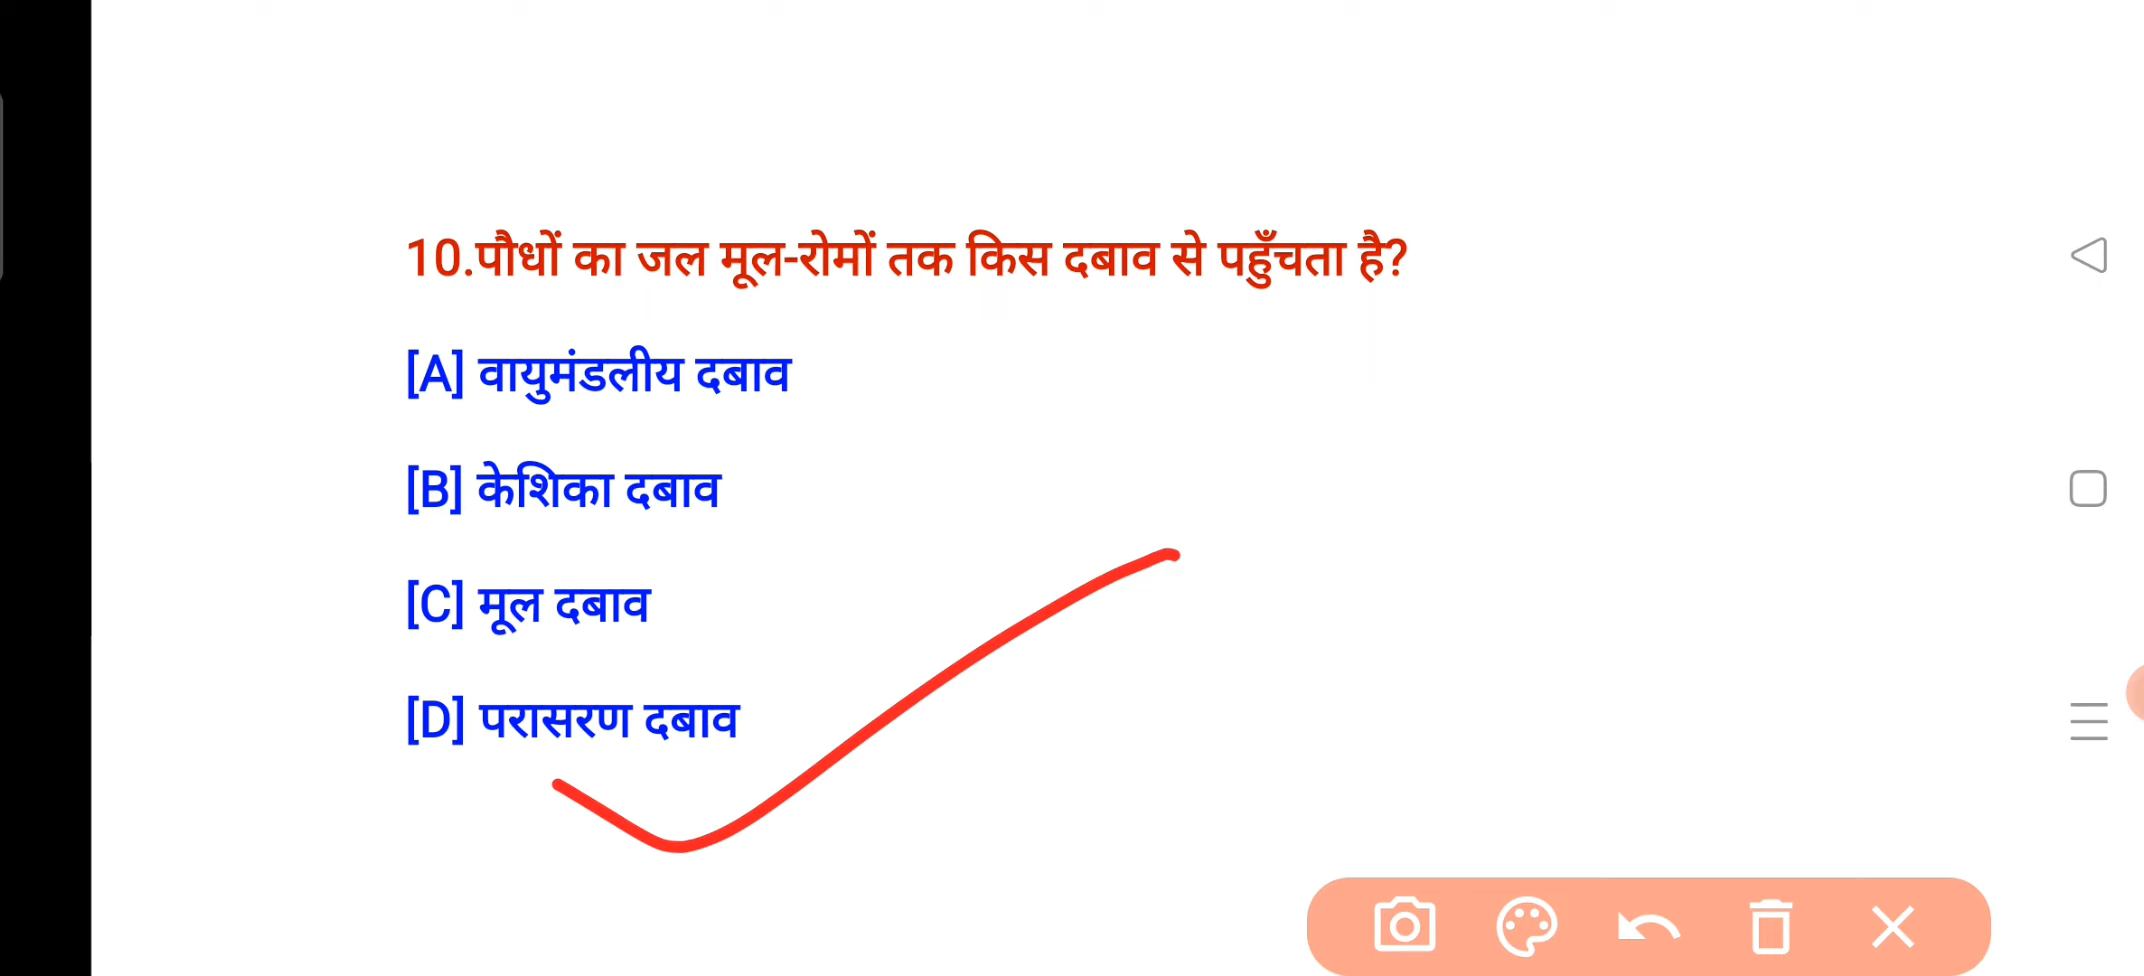 10.पौधों का जल मूल-रोमों तक किस दबाव से पहुँचता है?
[A] वायुमंडलीय दबाव
[B] केशिका दबाव
[C] मूल दबाव
[D] परासरण दबाव